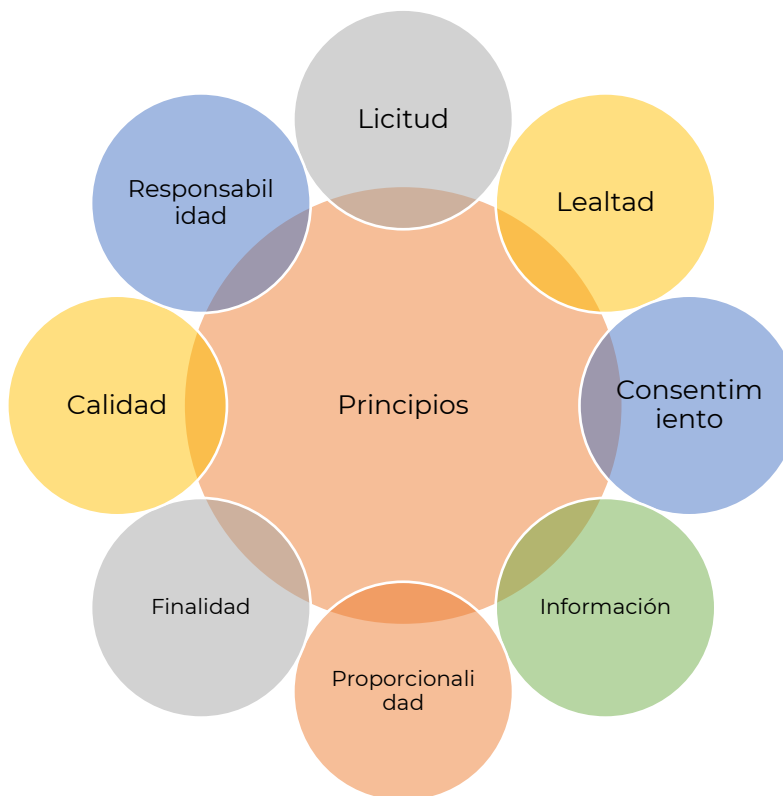 Licitud
Lealtad
Consentim
iento
Información
Proporcionali
dad
Finalidad
Calidad
Responsabil
idad
Principios